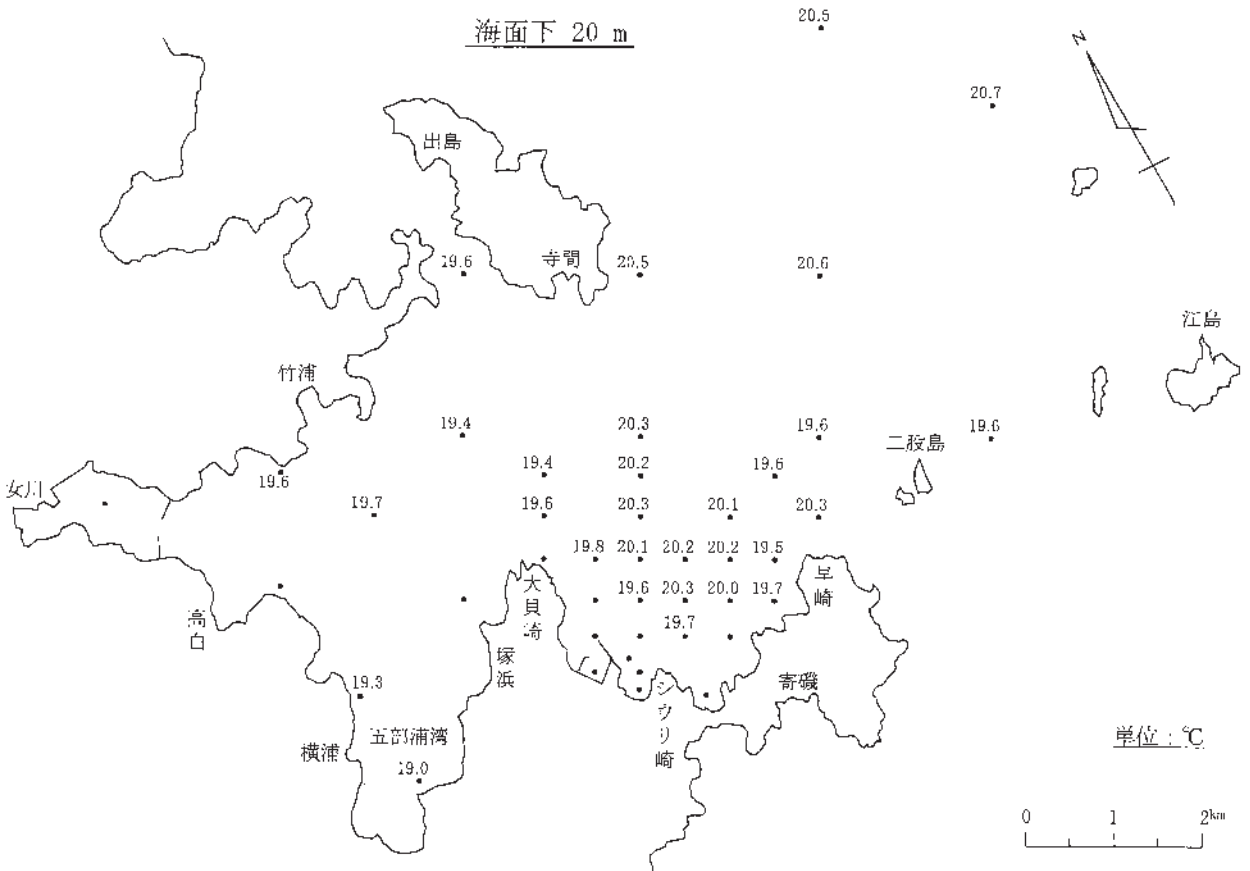 海面下 20 m
20.5
N
20.7
出島
寺間
19.6
20.5
20.6
江島
竹浦
19.4
20.3
19.6
19.6
二股島
19.4
20.2
19.6
女川
19.6
19.7
19.6
20.3
20.1
20.3
19.8
20.1
20.2
20.2
19.5
早崎
大貝崎
19.6
20.3
20.0
19.7
高白
19.7
塚浜
寄磯
シウリ崎
19.3
五部浦湾
横浦
19.0
単位:℃
0
1
2km